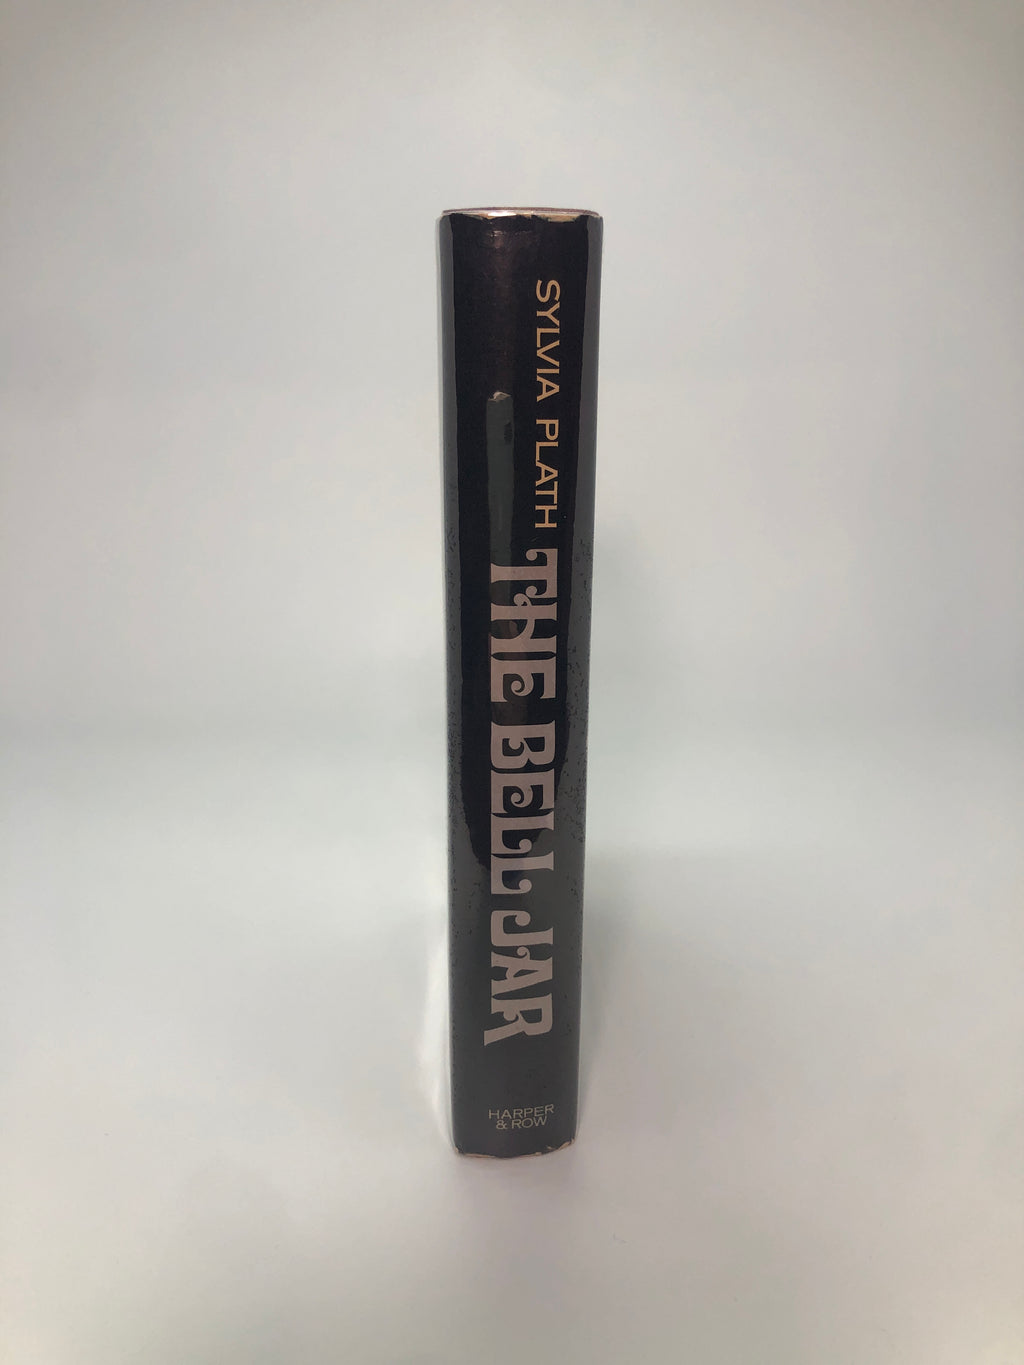 SYLVIA PLATH
THE BELL JAR
HARPER
& ROW